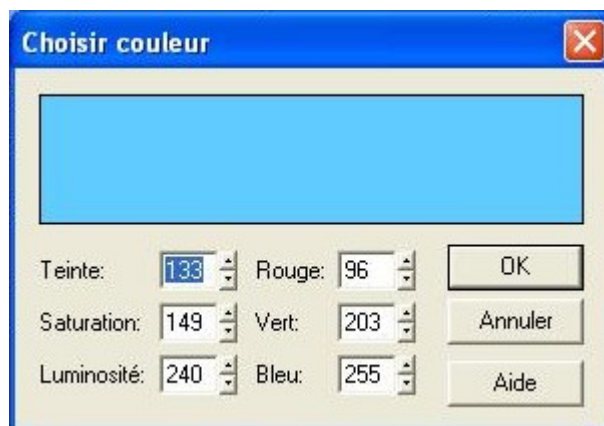 Choisir couleur
Teinte: 133 Rouge: 96 OK
Saturation: 149 Vert: 203 Annuler
Luminosité: 240 Bleu: 255 Aide